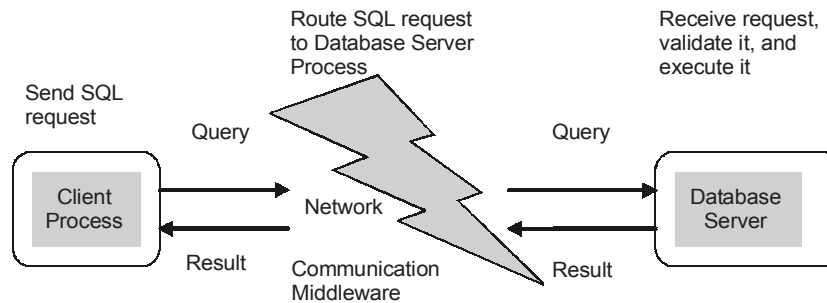 Route SQL request
to Database Server
Process
Receive request,
validate it, and
execute it
Send SQL
request
Query
Query
Client
Process
Network
Database
Server
Result
Communication
Middleware
Result